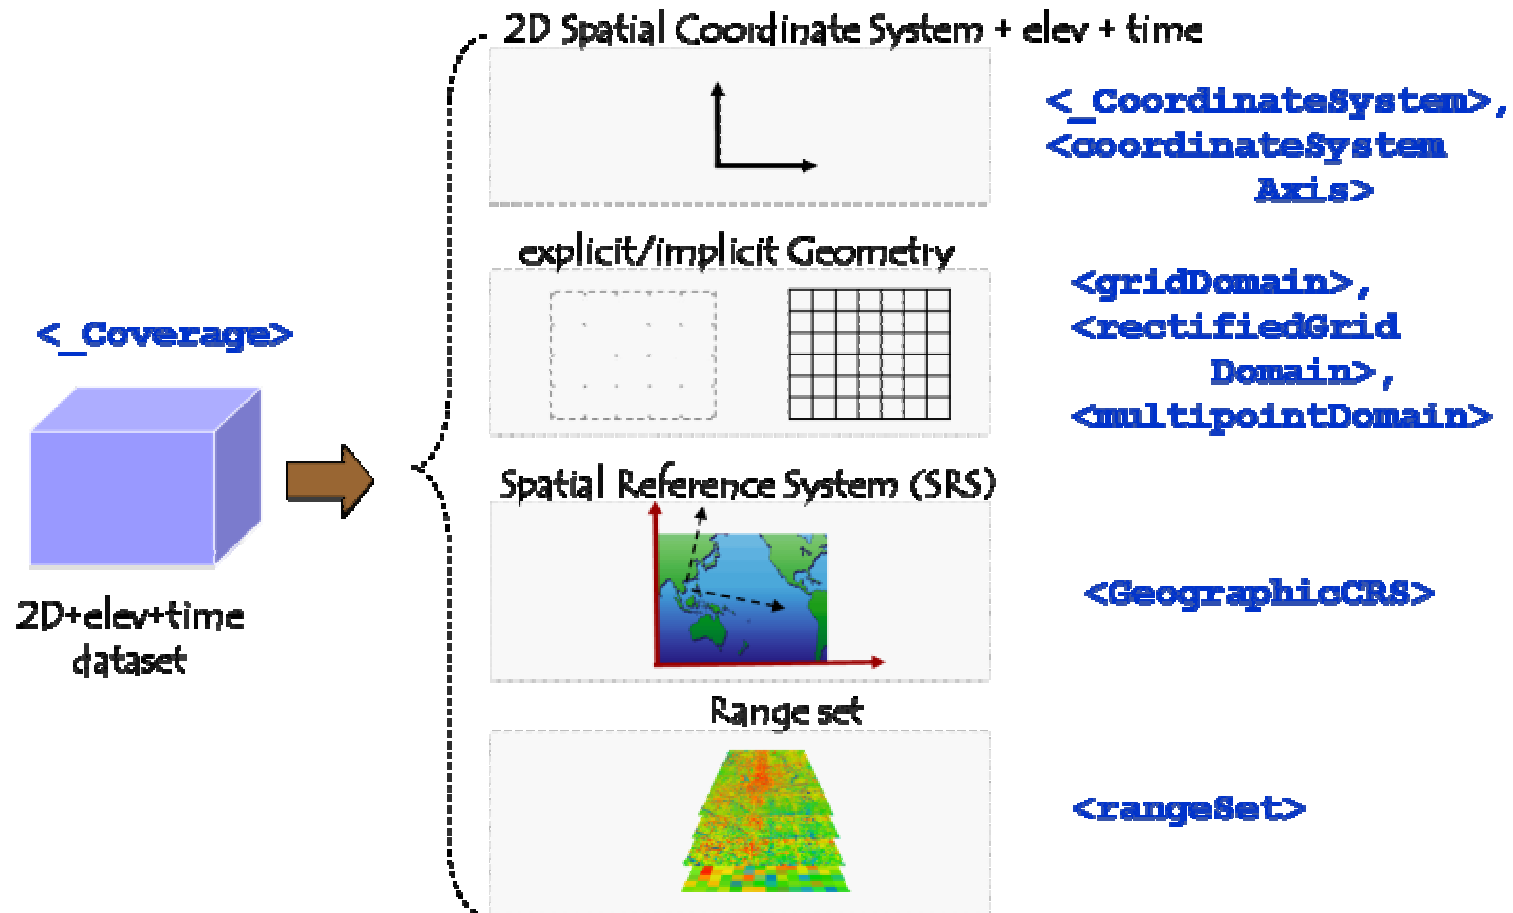 2D Spatial Coordinate System + elev + time
<_CoordinateSystem>,
<coordinateSystem
Axis>
explicit/implicit Geometry
<gridDomain>,
<rectifiedGrid
Domain>,
<multipointDomain>
<_Coverage>
2D+elev+time
dataset
Spatial Reference System (SRS)
<GeographicCRS>
Range set
<rangeSet>